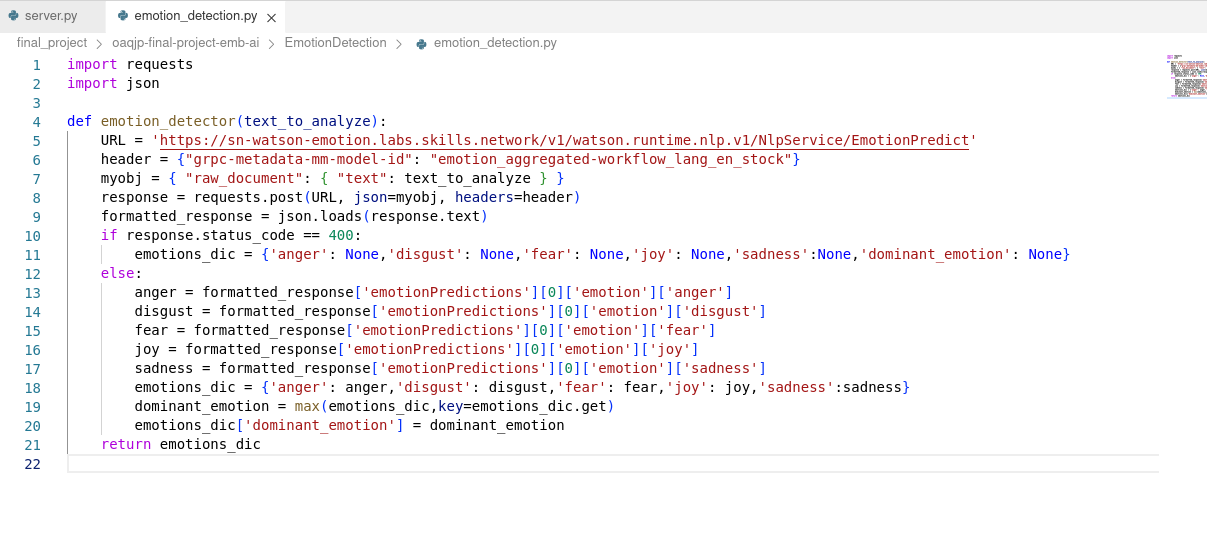 server.py
emotion_detection.py
final_project > oaqjp-final-project-emb-ai > EmotionDetection > emotion_detection.py
1 import requests
2 import json
3
4 def emotion_detector(text_to_analyze):
5     URL = 'https://sn-watson-emotion.labs.skills.network/v1/watson.runtime.nlp.v1/NlpService/EmotionPredict'
6     header = {"grpc-metadata-mm-model-id": "emotion_aggregated-workflow_lang_en_stock"}
7     myobj = { "raw_document": { "text": text_to_analyze } }
8     response = requests.post(URL, json=myobj, headers=header)
9     formatted_response = json.loads(response.text)
10     if response.status_code == 400:
11         emotions_dic = {'anger': None,'disgust': None,'fear': None,'joy': None,'sadness':None,'dominant_emotion': None}
12     else:
13         anger = formatted_response['emotionPredictions'][0]['emotion']['anger']
14         disgust = formatted_response['emotionPredictions'][0]['emotion']['disgust']
15         fear = formatted_response['emotionPredictions'][0]['emotion']['fear']
16         joy = formatted_response['emotionPredictions'][0]['emotion']['joy']
17         sadness = formatted_response['emotionPredictions'][0]['emotion']['sadness']
18         emotions_dic = {'anger': anger,'disgust': disgust,'fear': fear,'joy': joy,'sadness':sadness}
19         dominant_emotion = max(emotions_dic,key=emotions_dic.get)
20         emotions_dic['dominant_emotion'] = dominant_emotion
21     return emotions_dic
22